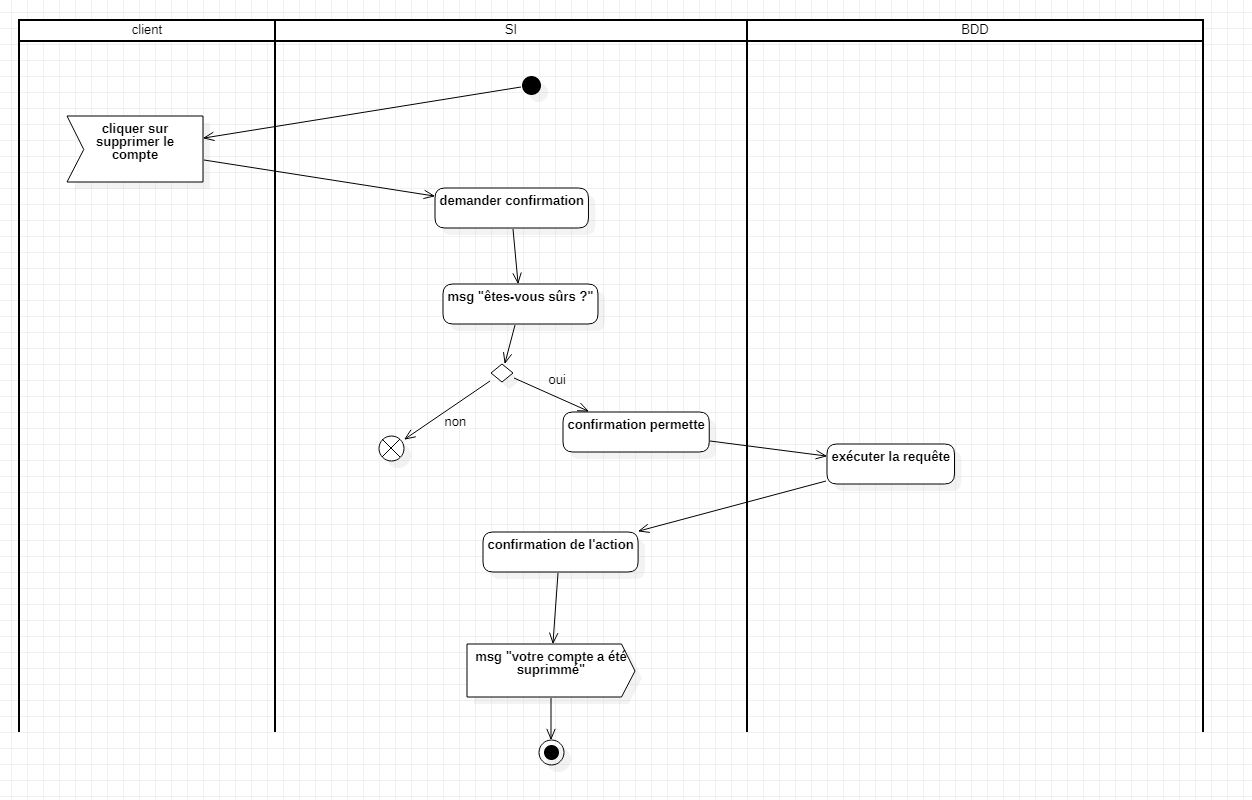 client
SI
BDD
cliquer sur
supprimer le
compte
demander confirmation
msg "êtes-vous sûrs ?"
oui
non
confirmation permette
exécuter la requête
confirmation de l'action
msg "votre compte a été
suprimmé"